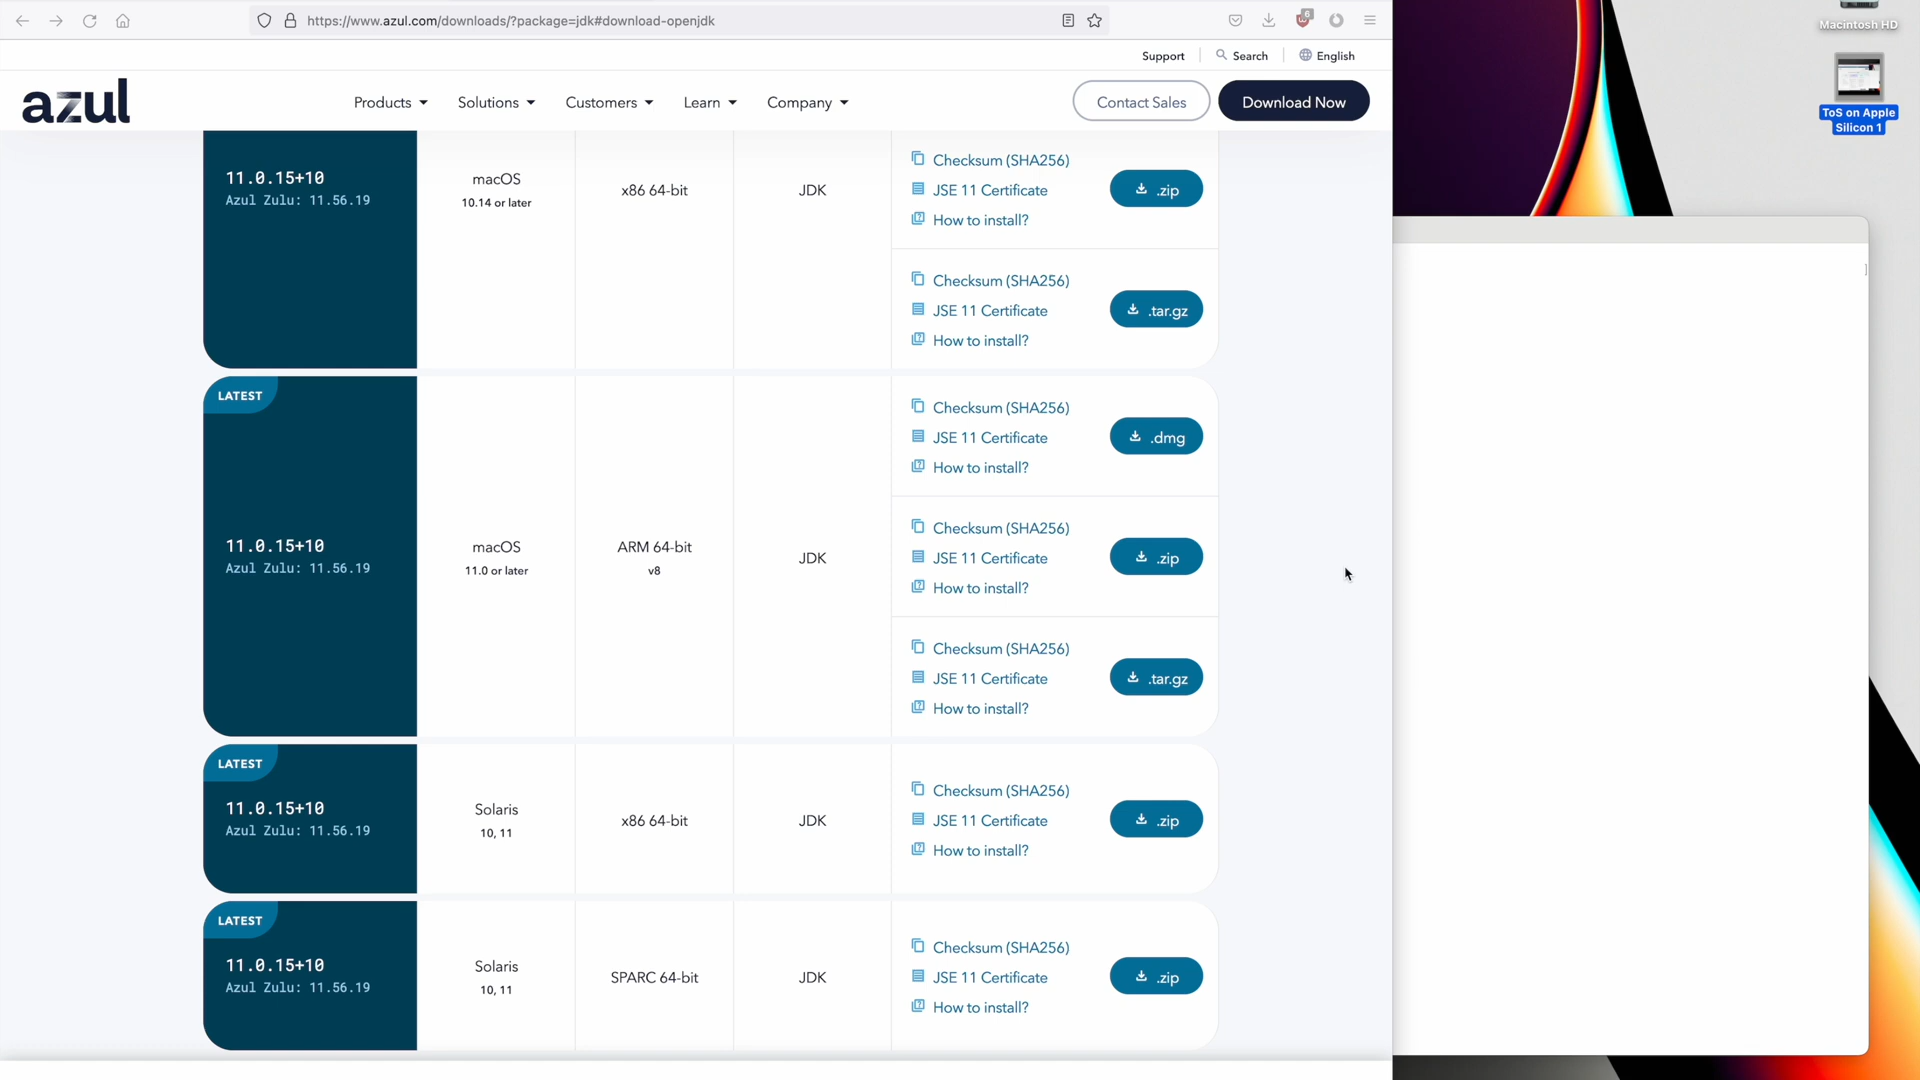 https://www.azul.com/downloads/?package=jdk#download-openjdk
6
Macintosh HD
ToS on Apple
Silicon 1
Support
Search
English
azul
Products
Solutions
Customers
Learn
Company
Contact Sales
Download Now
11.0.15+10
Azul Zulu: 11.56.19
macOS
10.14 or later
x86 64-bit
JDK
Checksum (SHA256)
JSE 11 Certificate
How to install?
.zip
Checksum (SHA256)
JSE 11 Certificate
How to install?
.tar.gz
LATEST
11.0.15+10
Azul Zulu: 11.56.19
macOS
11.0 or later
ARM 64-bit
v8
JDK
Checksum (SHA256)
JSE 11 Certificate
How to install?
.dmg
Checksum (SHA256)
JSE 11 Certificate
How to install?
.zip
Checksum (SHA256)
JSE 11 Certificate
How to install?
.tar.gz
LATEST
11.0.15+10
Azul Zulu: 11.56.19
Solaris
10, 11
x86 64-bit
JDK
Checksum (SHA256)
JSE 11 Certificate
How to install?
.zip
LATEST
11.0.15+10
Azul Zulu: 11.56.19
Solaris
10, 11
SPARC 64-bit
JDK
Checksum (SHA256)
JSE 11 Certificate
How to install?
.zip
]